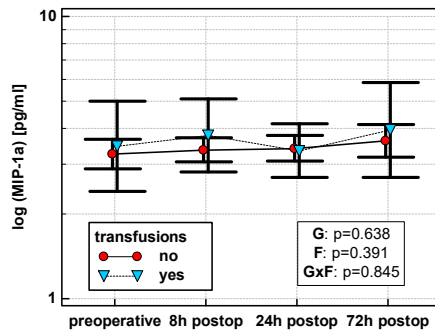 10
log (MIP-1a) [pg/ml]
transfusions
no
yes
G: p=0.638
F: p=0.391
GxF: p=0.845
1
preoperative 8h postop 24h postop 72h postop